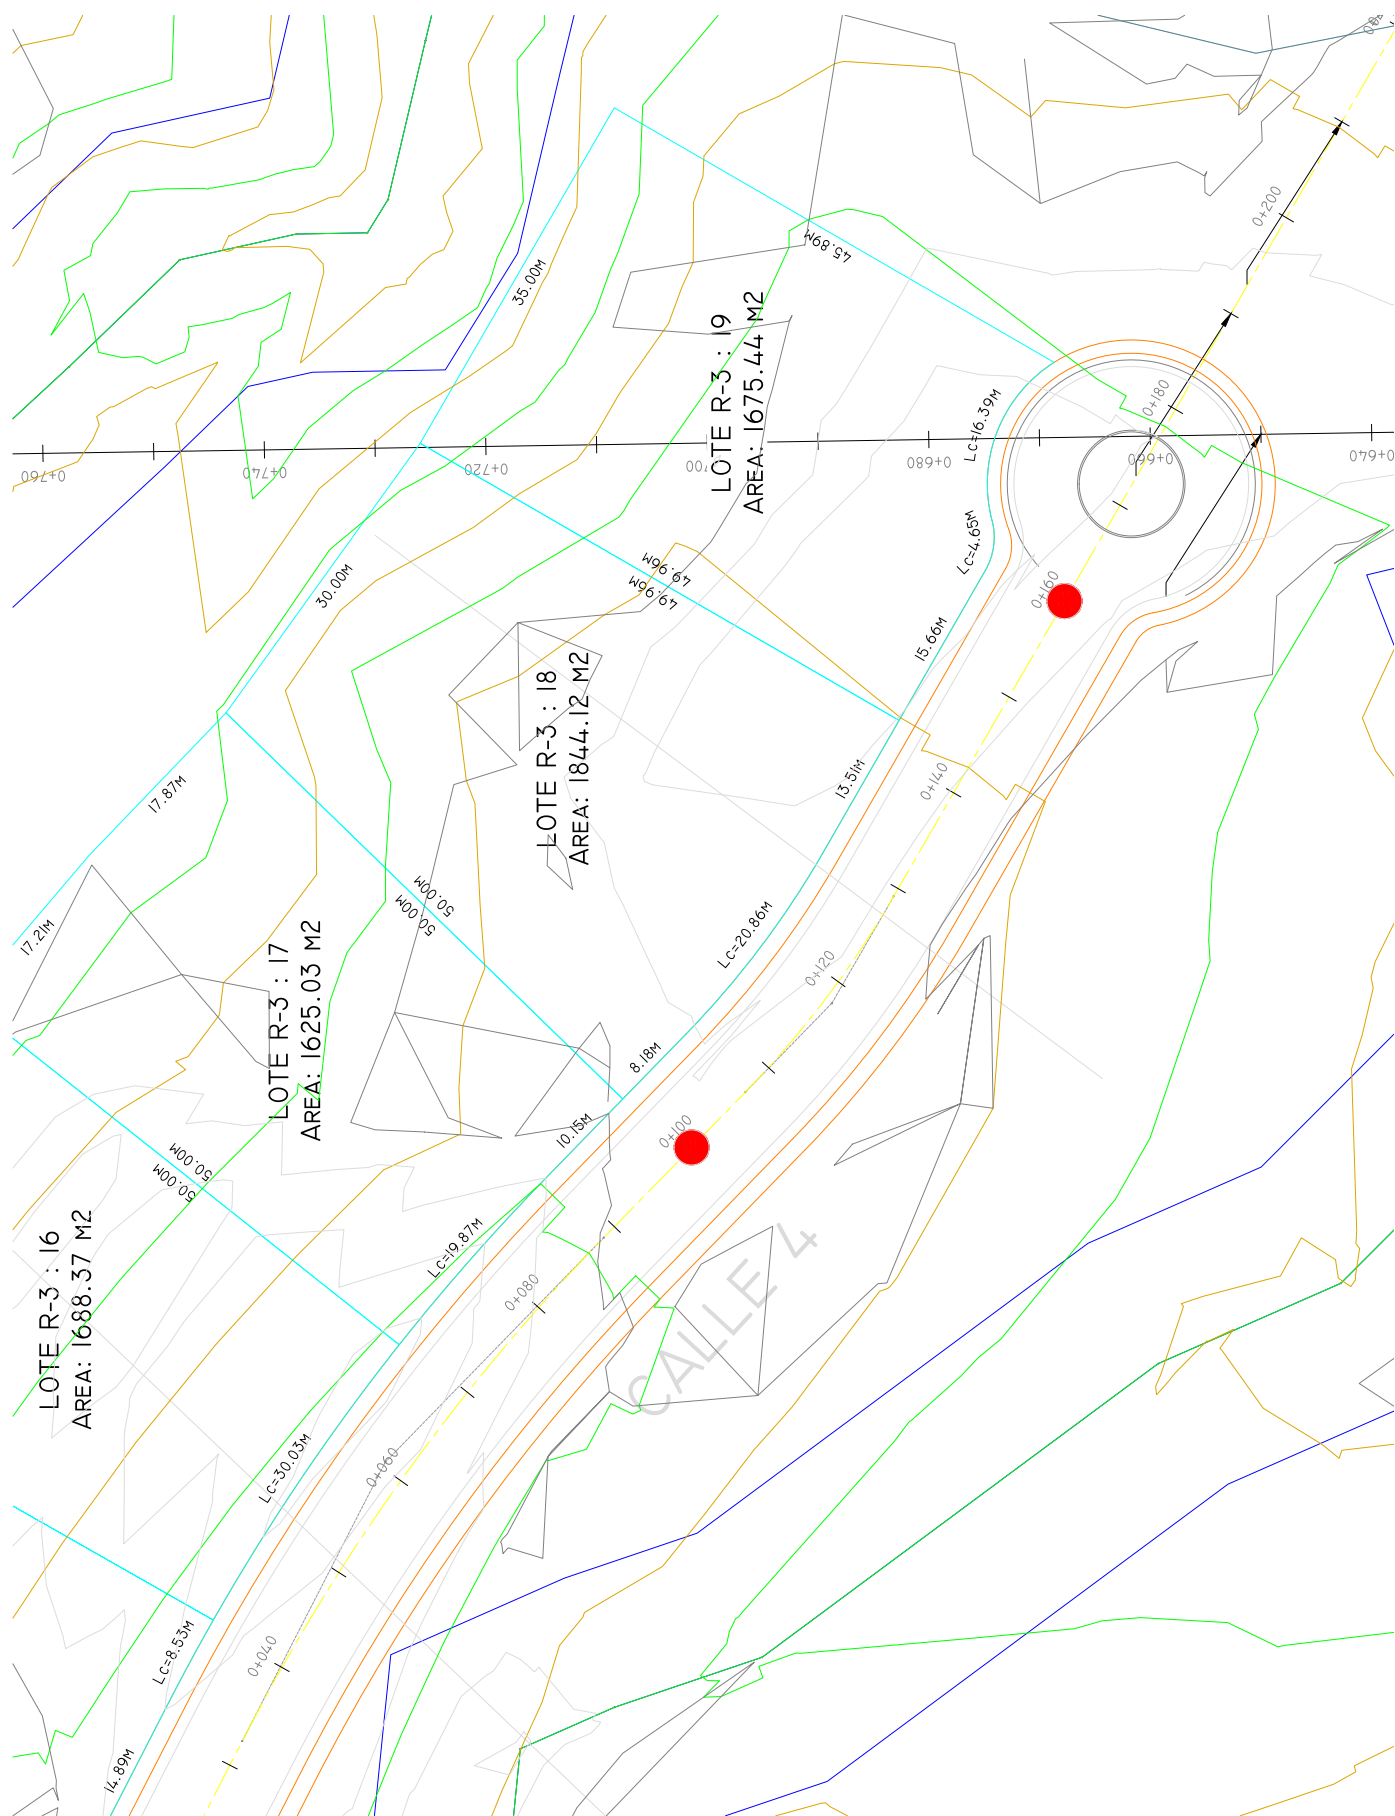 0+200
45.89M
35.00M
LOTE R-3 : 19
AREA: 1675.44 M2
Lc=16.39M
0+180
0+760
0+740
0+720
0+680
0+660
0+640
Lc=4.65M
49.96M
49.96M
30.00M
0+160
15.66M
LOTE R-3 : 18
AREA: 1844.12 M2
17.87M
13.51M
0+140
50.00M
50.00M
Lc=20.86M
17.21M
0+120
LOTE R-3 : 17
AREA: 1625.03 M2
8.18M
10.15M
0+100
50.00M
50.00M
LOTE R-3 : 16
AREA: 1688.37 M2
Lc=19.87M
0+080
CALLE 4
Lc=30.03M
0+060
Lc=8.53M
0+040
14.89M